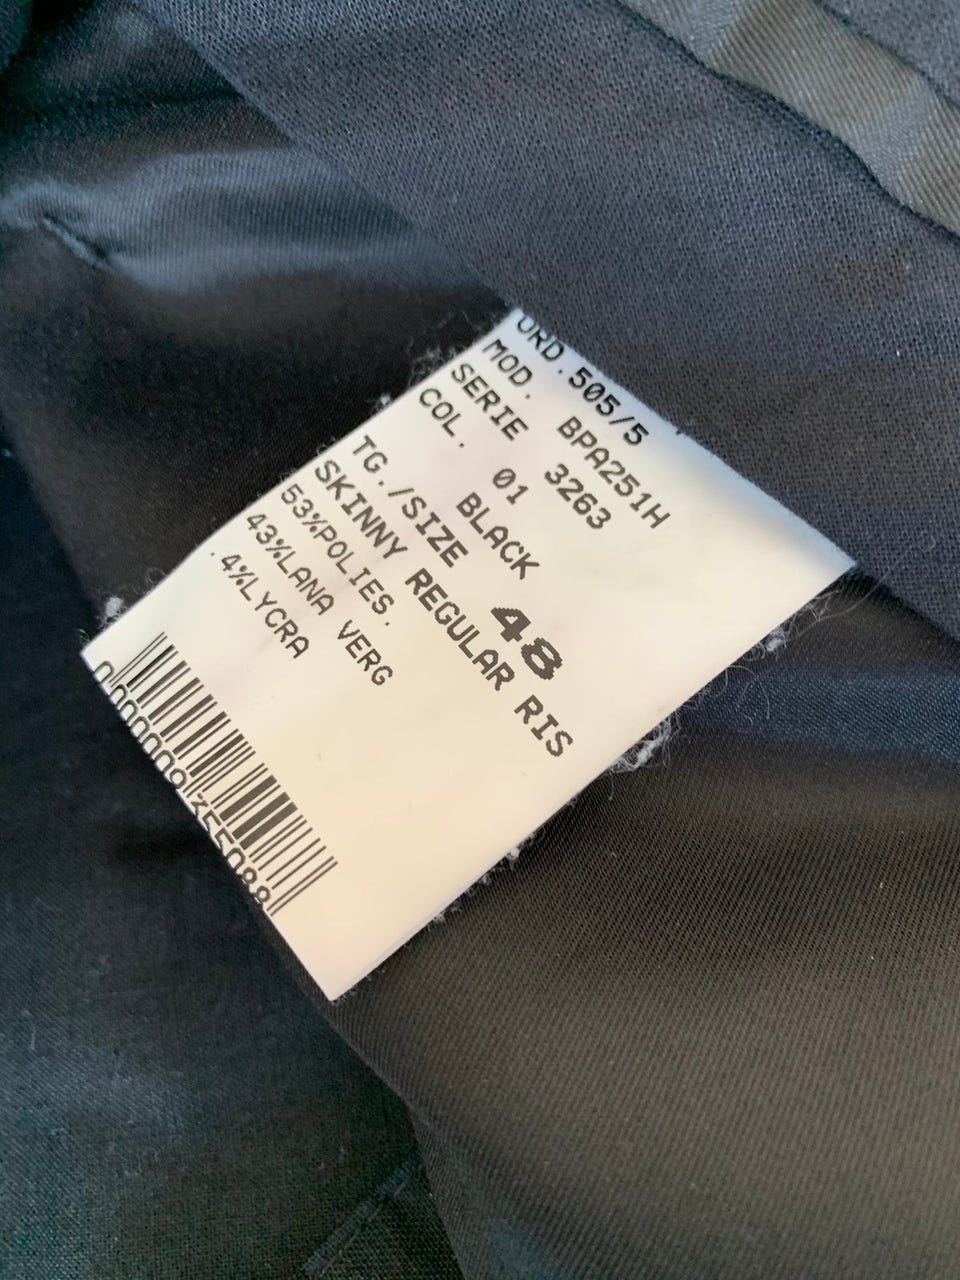 ORD.505/5
MOD. BPA251H
SERIE 3263
COL. 01
BLACK
TG./SIZE 48
SKINNY REGULAR RIS
53%POLIES.
43%LANA VERG
.4%LYCRA